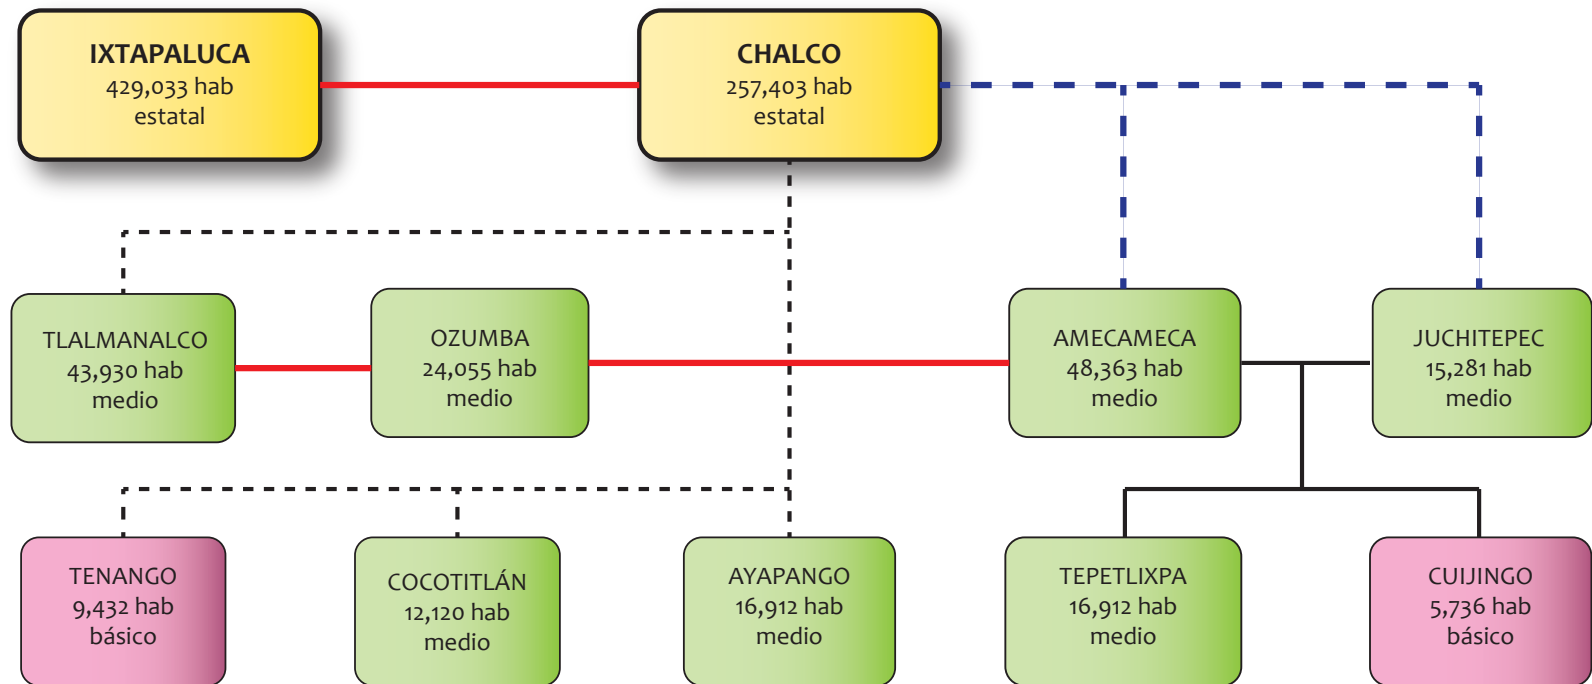 IXTAPALUCA
429,033 hab
estatal
CHALCO
257,403 hab
estatal
TLALMANALCO
43,930 hab
medio
OZUMBA
24,055 hab
medio
AMECAMECA
48,363 hab
medio
JUCHITEPEC
15,281 hab
medio
TENANGO
9,432 hab
básico
COCOTITLÁN
12,120 hab
medio
AYAPANGO
16,912 hab
medio
TEPETLIXPA
16,912 hab
medio
CUIJINGO
5,736 hab
básico